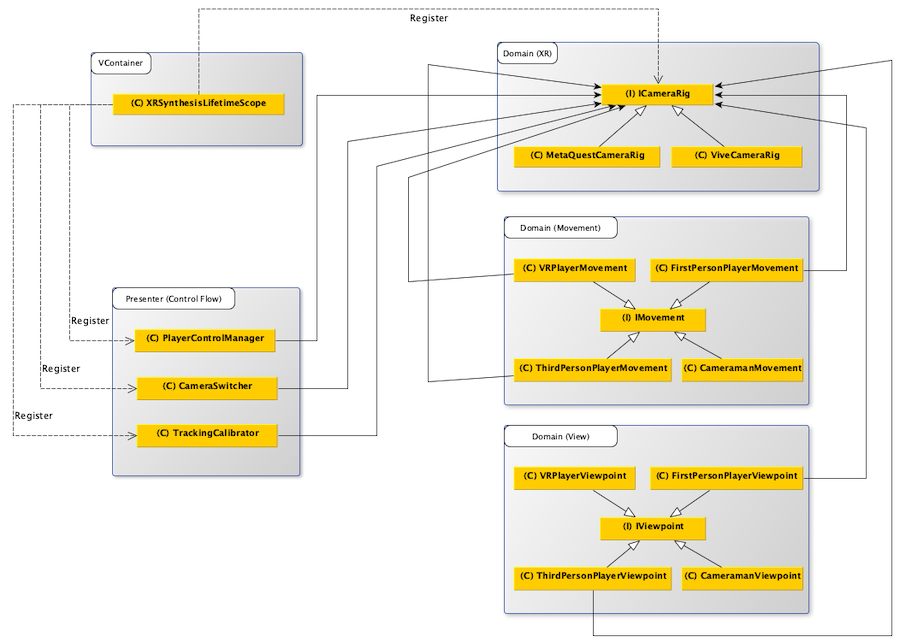 Register
VContainer
(C) XRSynthesisLifetimeScope
Domain (XR)
(I) ICameraRig
(C) MetaQuestCameraRig
(C) ViveCameraRig
Domain (Movement)
(C) VRPlayerMovement
(C) FirstPersonPlayerMovement
(I) IMovement
(C) ThirdPersonPlayerMovement
(C) CameramanMovement
Presenter (Control Flow)
Register
(C) PlayerControlManager
Register
(C) CameraSwitcher
Register
(C) TrackingCalibrator
Domain (View)
(C) VRPlayerViewpoint
(C) FirstPersonPlayerViewpoint
(I) IViewpoint
(C) ThirdPersonPlayerViewpoint
(C) CameramanViewpoint